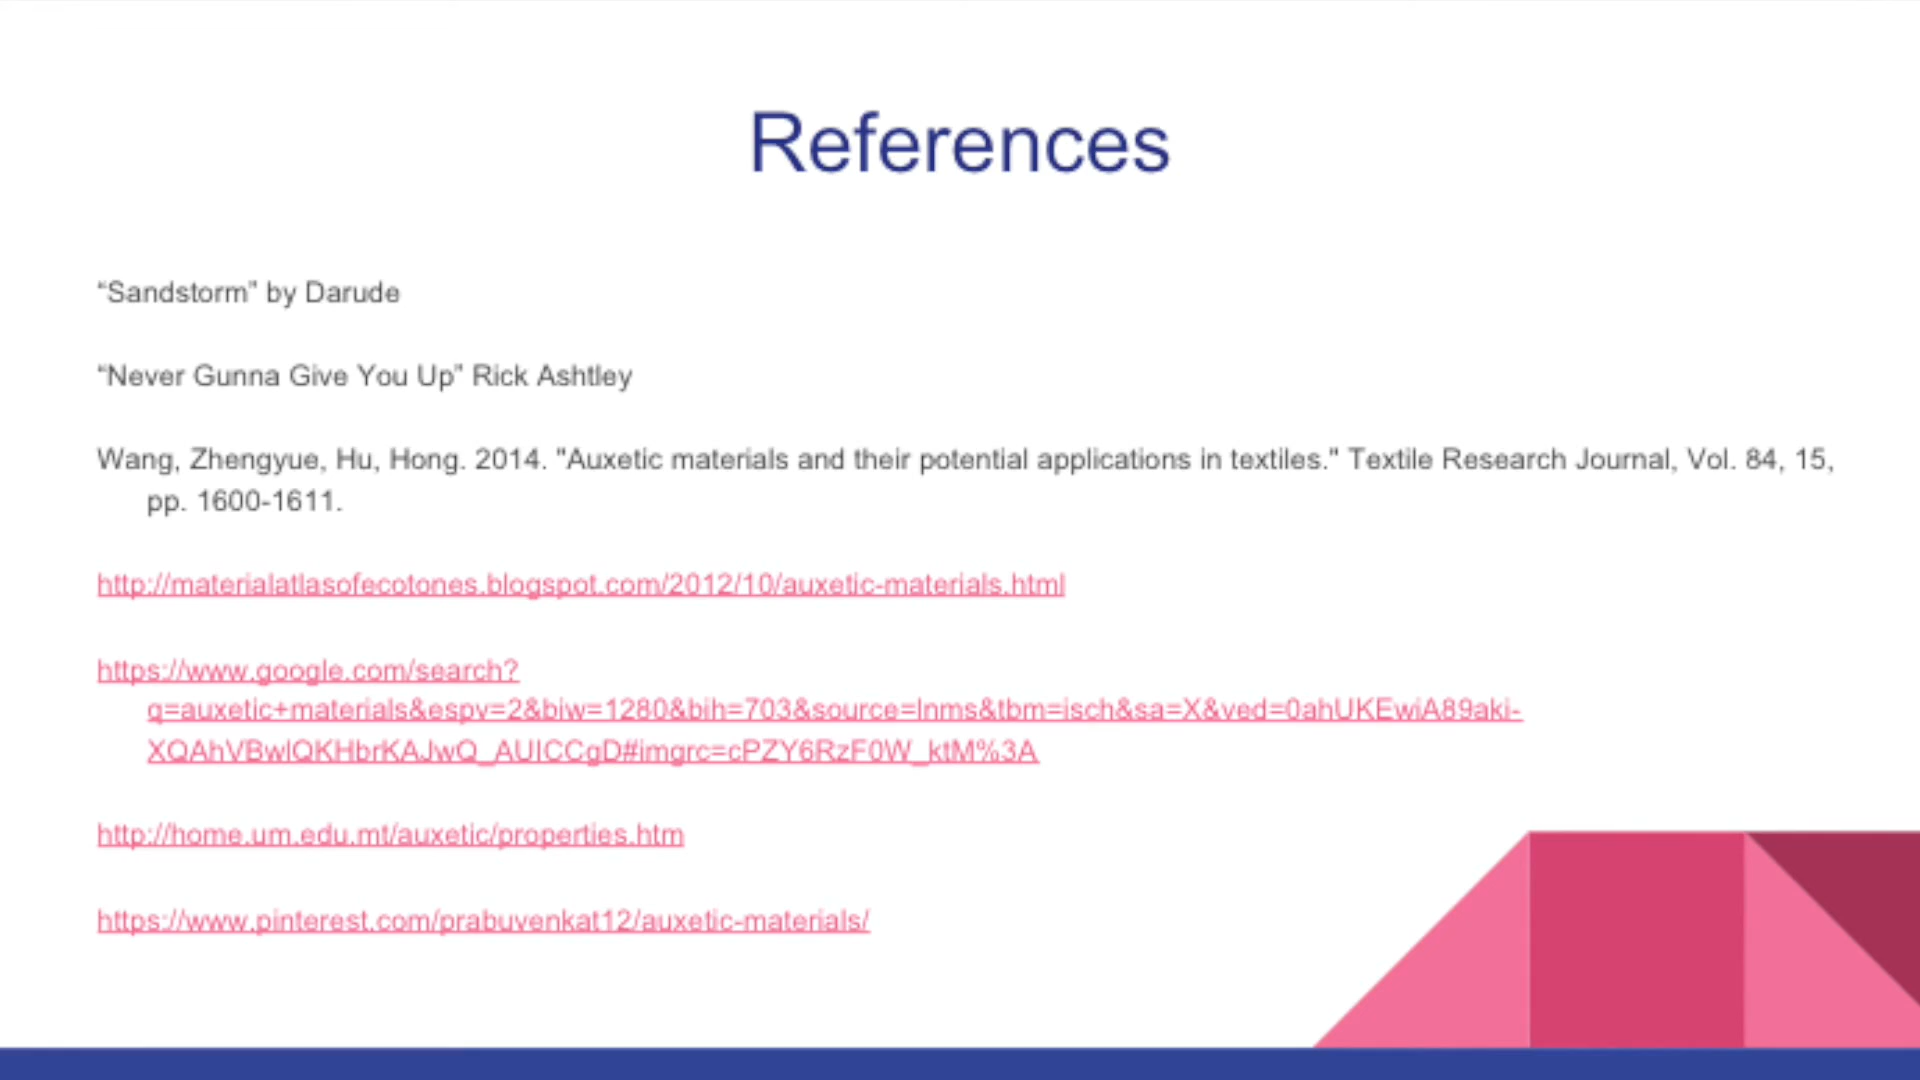 References
“Sandstorm” by Darude
“Never Gunna Give You Up” Rick Ashtley
Wang, Zhengyue, Hu, Hong. 2014. "Auxetic materials and their potential applications in textiles." Textile Research Journal, Vol. 84, 15,
pp. 1600-1611.
http://materialatlasofecotones.blogspot.com/2012/10/auxetic-materials.html
https://www.google.com/search?
q=auxetic+materials&espv=2&biw=1280&bih=703&source=lnms&tbm=isch&sa=X&ved=0ahUKEwiA89aki-
XQAhVBwlQKHbrKAJwQ_AUICCgD#imgrc=cPZY6RzF0W_ktM%3A
http://home.um.edu.mt/auxetic/properties.htm
https://www.pinterest.com/prabuvenkat12/auxetic-materials/